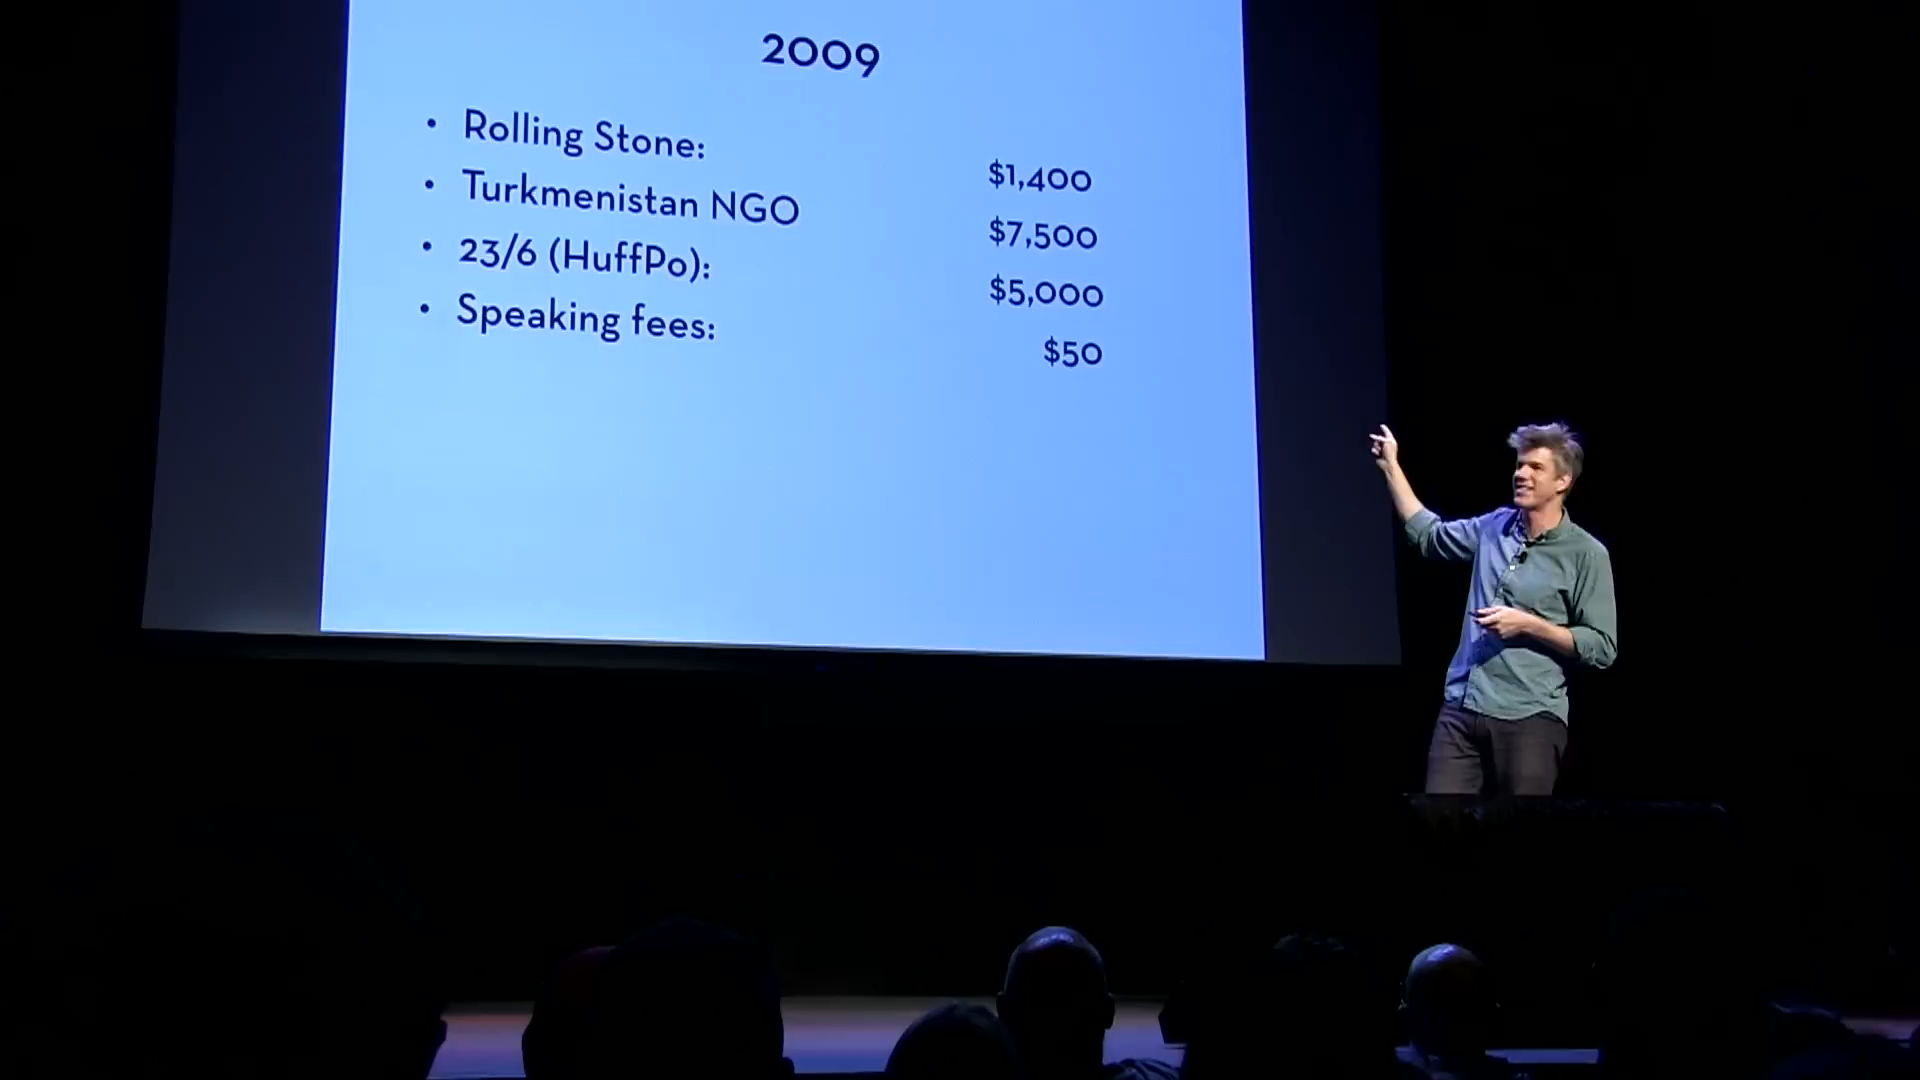 2009
• Rolling Stone: $1,400
• Turkmenistan NGO $7,500
• 23/6 (HuffPo): $5,000
• Speaking fees: $50